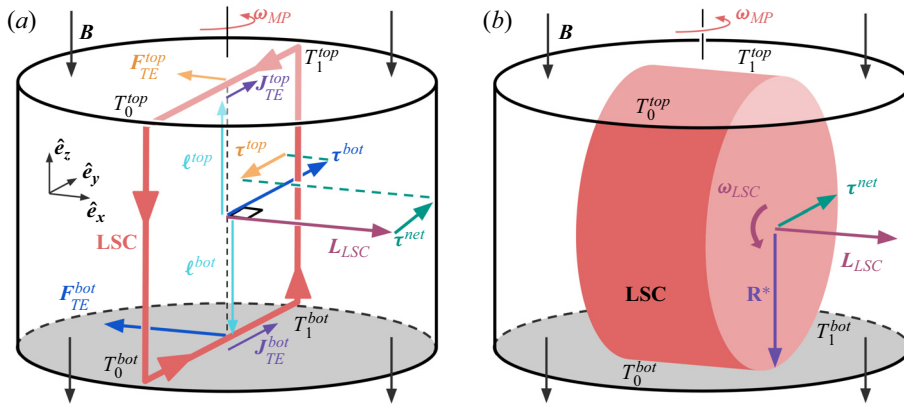 (a)
ω_MP
B
F_TE^top
T_1^top
J_TE^top
T_0^top
τ^top
τ^bot
ℓ^top
ê_z
ê_y
ê_x
LSC
L_LSC
τ^net
ℓ^bot
F_TE^bot
T_1^bot
T_0^bot
J_TE^bot
(b)
ω_MP
B
T_1^top
T_0^top
ω_LSC
τ^net
L_LSC
LSC
R*
T_1^bot
T_0^bot